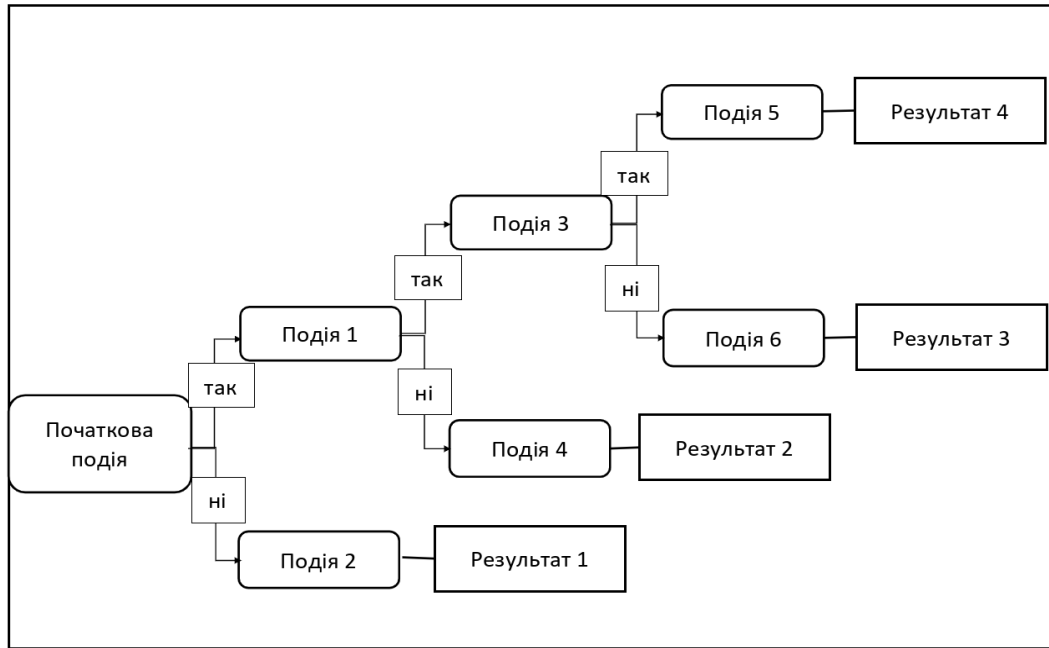 Подія 5
Результат 4
так
Подія 3
так
ні
Подія 1
Подія 6
Результат 3
так
ні
Початкова
подія
Подія 4
Результат 2
ні
Подія 2
Результат 1